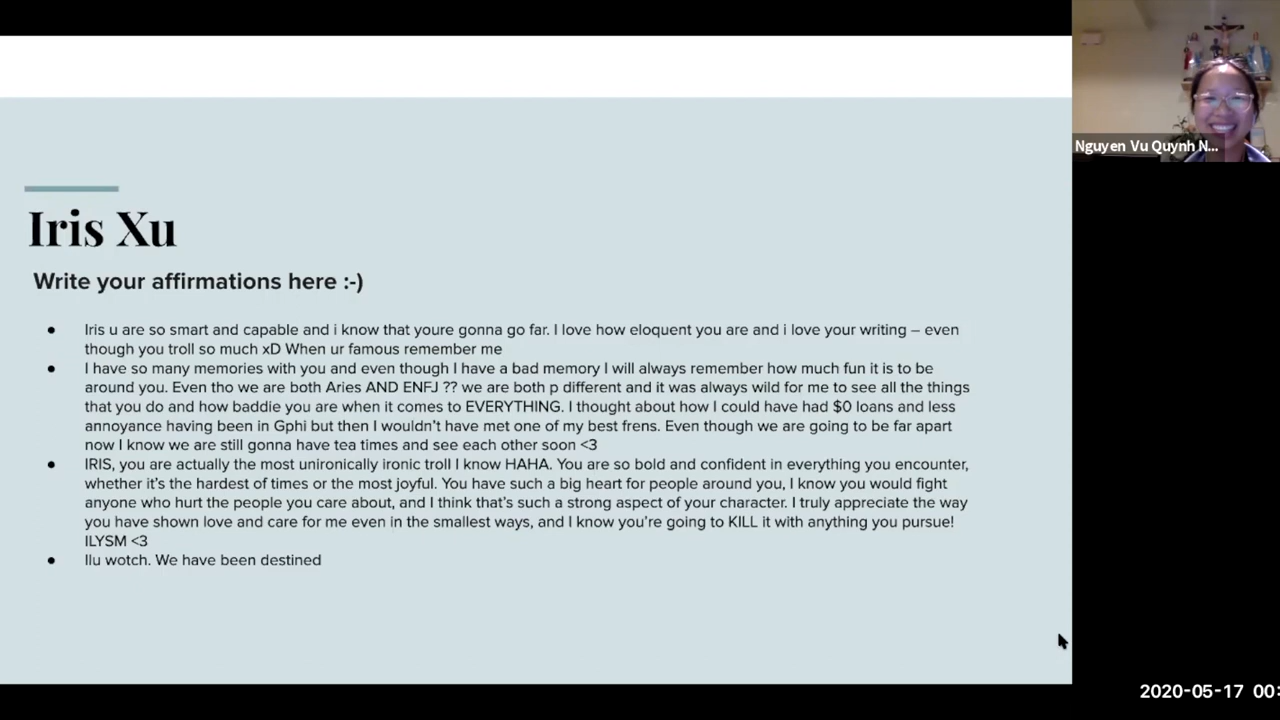 Iris Xu
Write your affirmations here :-)
● Iris u are so smart and capable and i know that youre gonna go far. I love how eloquent you are and i love your writing – even
though you troll so much xD When ur famous remember me
● I have so many memories with you and even though I have a bad memory I will always remember how much fun it is to be
around you. Even tho we are both Aries AND ENFJ ?? we are both p different and it was always wild for me to see all the things
that you do and how baddie you are when it comes to EVERYTHING. I thought about how I could have had $0 loans and less
annoyance having been in Gphi but then I wouldn't have met one of my best frens. Even though we are going to be far apart
now I know we are still gonna have tea times and see each other soon <3
● IRIS, you are actually the most unironically ironic troll I know HAHA. You are so bold and confident in everything you encounter,
whether it's the hardest of times or the most joyful. You have such a big heart for people around you, I know you would fight
anyone who hurt the people you care about, and I think that's such a strong aspect of your character. I truly appreciate the way
you have shown love and care for me even in the smallest ways, and I know you're going to KILL it with anything you pursue!
ILYSM <3
● Ilu wotch. We have been destined
Nguyen Vu Quynh N...
2020-05-17 00: